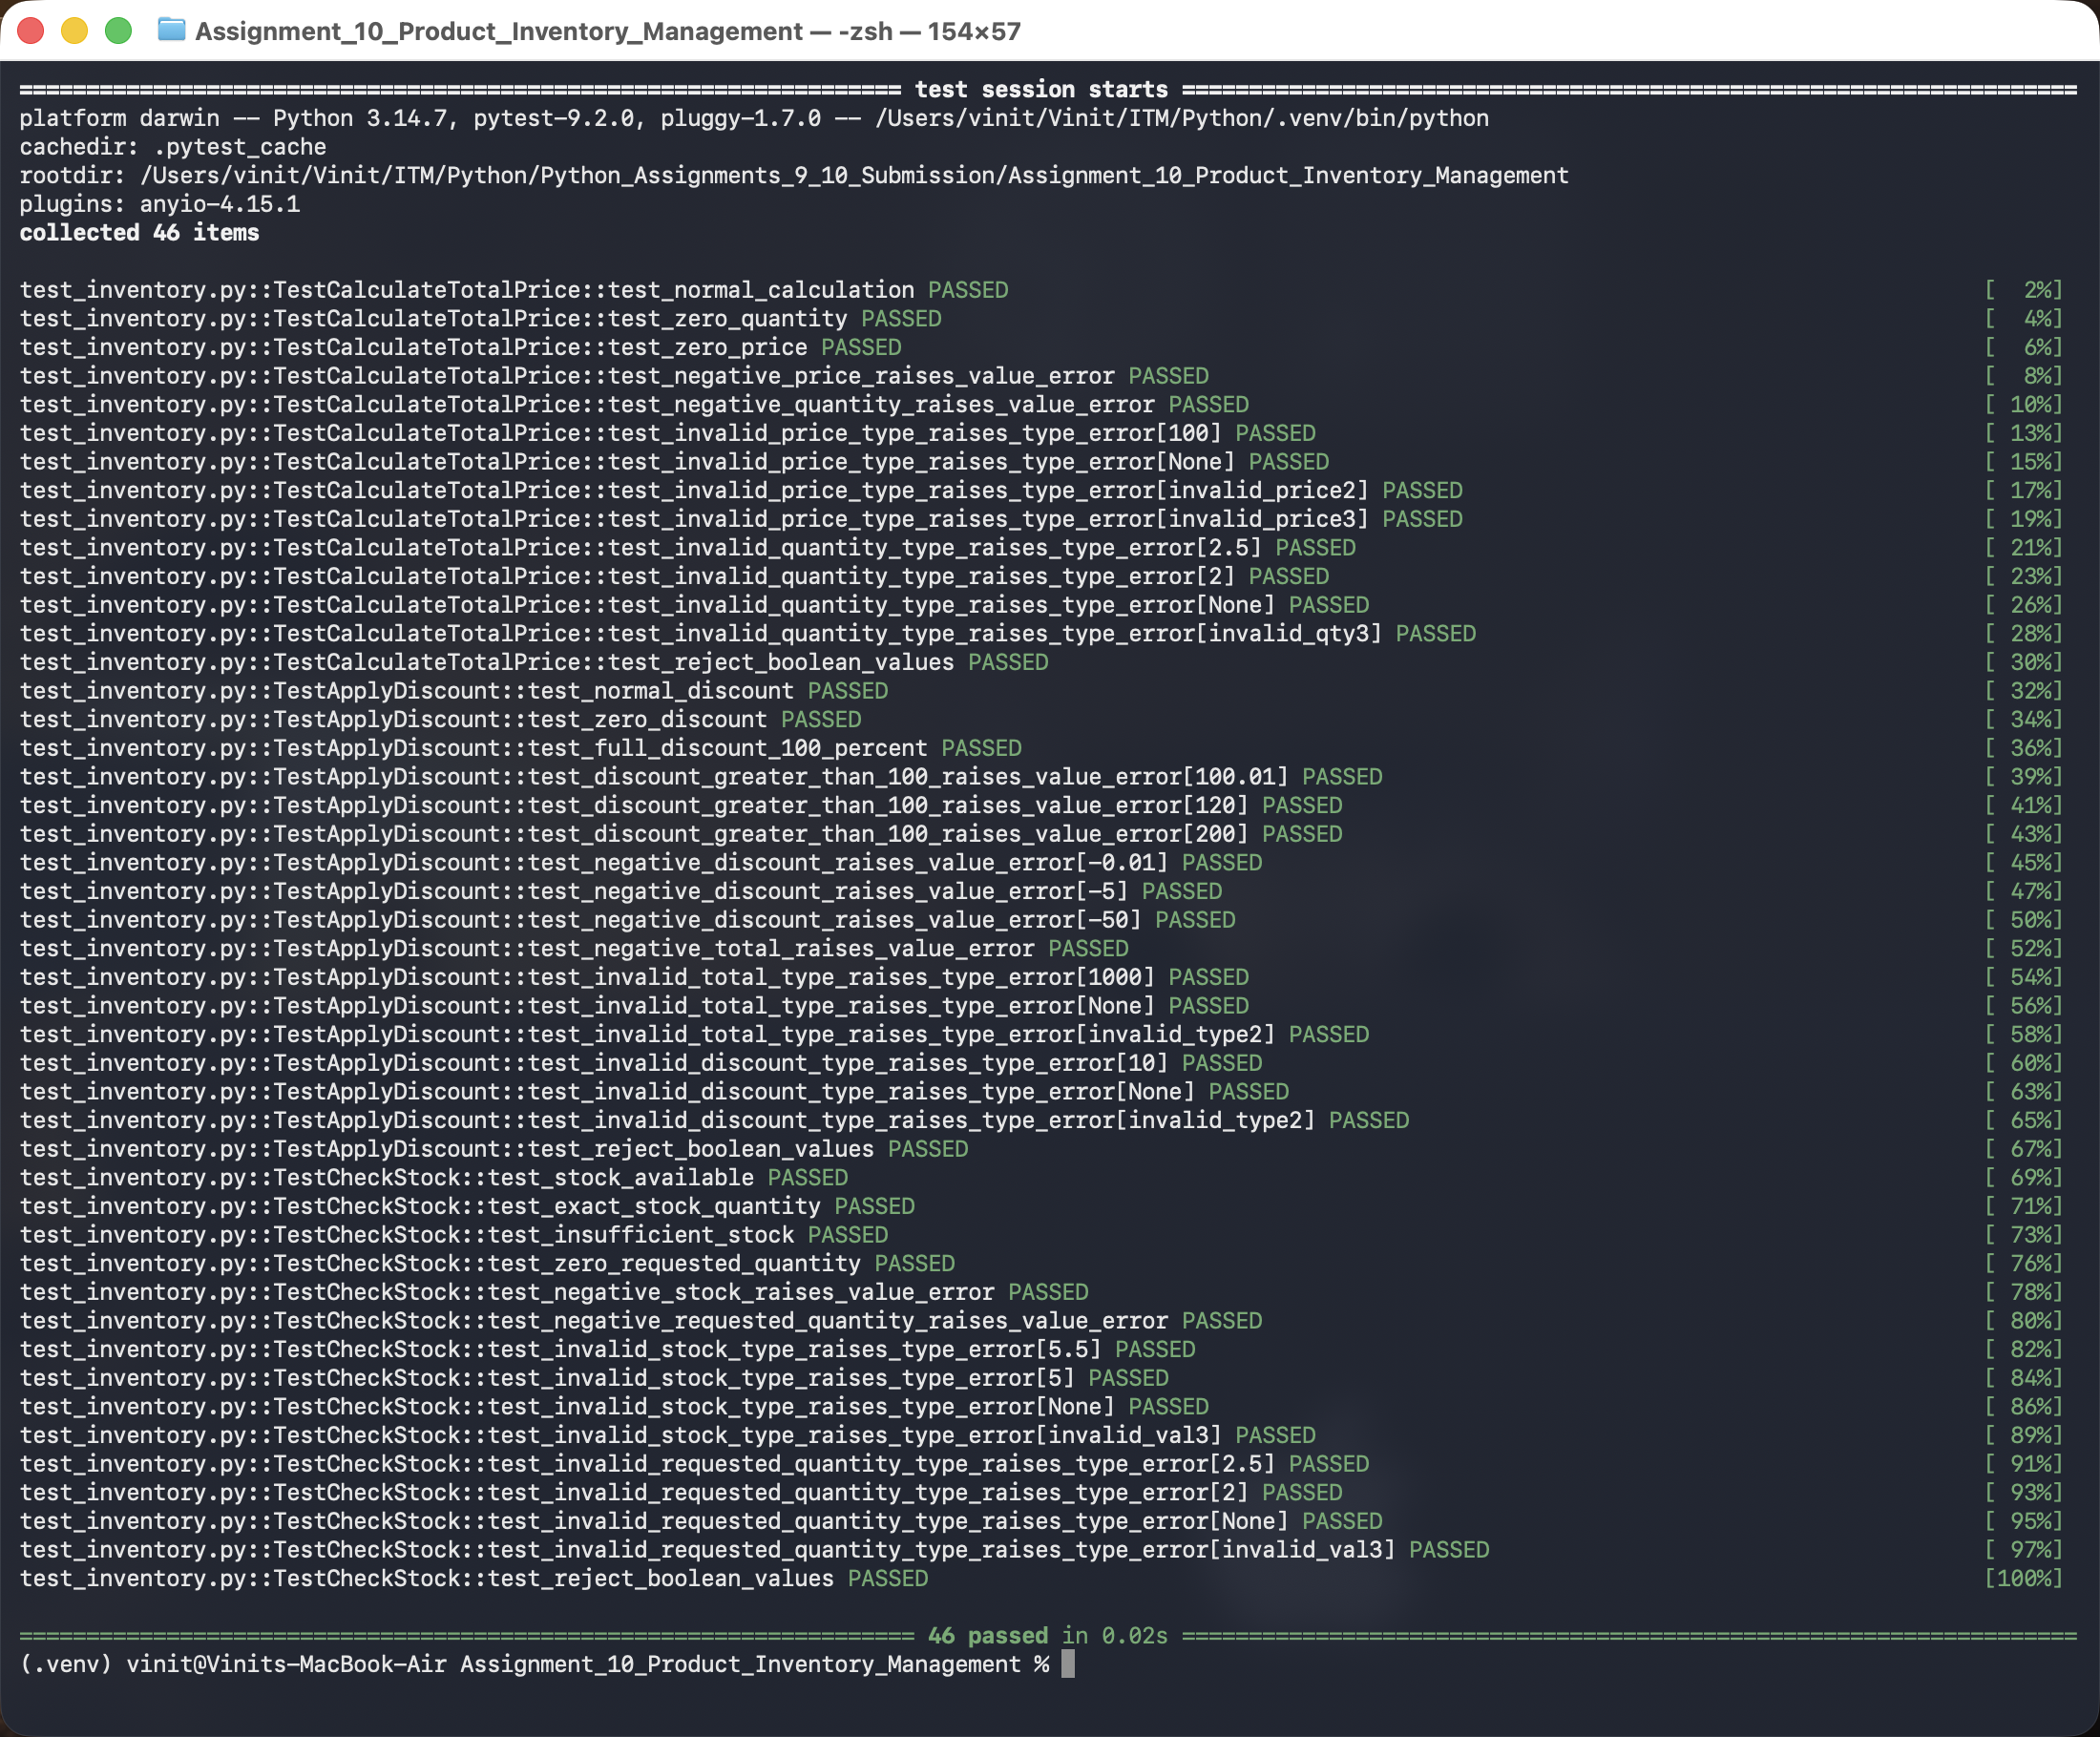 Assignment_10_Product_Inventory_Management — -zsh — 154×57
============================== test session starts ==============================
platform darwin -- Python 3.14.7, pytest-9.2.0, pluggy-1.7.0 -- /Users/vinit/Vinit/ITM/Python/.venv/bin/python
cachedir: .pytest_cache
rootdir: /Users/vinit/Vinit/ITM/Python/Python_Assignments_9_10_Submission/Assignment_10_Product_Inventory_Management
plugins: anyio-4.15.1
collected 46 items
test_inventory.py::TestCalculateTotalPrice::test_normal_calculation PASSED [  2%]
test_inventory.py::TestCalculateTotalPrice::test_zero_quantity PASSED [  4%]
test_inventory.py::TestCalculateTotalPrice::test_zero_price PASSED [  6%]
test_inventory.py::TestCalculateTotalPrice::test_negative_price_raises_value_error PASSED [  8%]
test_inventory.py::TestCalculateTotalPrice::test_negative_quantity_raises_value_error PASSED [ 10%]
test_inventory.py::TestCalculateTotalPrice::test_invalid_price_type_raises_type_error[100] PASSED [ 13%]
test_inventory.py::TestCalculateTotalPrice::test_invalid_price_type_raises_type_error[None] PASSED [ 15%]
test_inventory.py::TestCalculateTotalPrice::test_invalid_price_type_raises_type_error[invalid_price2] PASSED [ 17%]
test_inventory.py::TestCalculateTotalPrice::test_invalid_price_type_raises_type_error[invalid_price3] PASSED [ 19%]
test_inventory.py::TestCalculateTotalPrice::test_invalid_quantity_type_raises_type_error[2.5] PASSED [ 21%]
test_inventory.py::TestCalculateTotalPrice::test_invalid_quantity_type_raises_type_error[2] PASSED [ 23%]
test_inventory.py::TestCalculateTotalPrice::test_invalid_quantity_type_raises_type_error[None] PASSED [ 26%]
test_inventory.py::TestCalculateTotalPrice::test_invalid_quantity_type_raises_type_error[invalid_qty3] PASSED [ 28%]
test_inventory.py::TestCalculateTotalPrice::test_reject_boolean_values PASSED [ 30%]
test_inventory.py::TestApplyDiscount::test_normal_discount PASSED [ 32%]
test_inventory.py::TestApplyDiscount::test_zero_discount PASSED [ 34%]
test_inventory.py::TestApplyDiscount::test_full_discount_100_percent PASSED [ 36%]
test_inventory.py::TestApplyDiscount::test_discount_greater_than_100_raises_value_error[100.01] PASSED [ 39%]
test_inventory.py::TestApplyDiscount::test_discount_greater_than_100_raises_value_error[120] PASSED [ 41%]
test_inventory.py::TestApplyDiscount::test_discount_greater_than_100_raises_value_error[200] PASSED [ 43%]
test_inventory.py::TestApplyDiscount::test_negative_discount_raises_value_error[-0.01] PASSED [ 45%]
test_inventory.py::TestApplyDiscount::test_negative_discount_raises_value_error[-5] PASSED [ 47%]
test_inventory.py::TestApplyDiscount::test_negative_discount_raises_value_error[-50] PASSED [ 50%]
test_inventory.py::TestApplyDiscount::test_negative_total_raises_value_error PASSED [ 52%]
test_inventory.py::TestApplyDiscount::test_invalid_total_type_raises_type_error[1000] PASSED [ 54%]
test_inventory.py::TestApplyDiscount::test_invalid_total_type_raises_type_error[None] PASSED [ 56%]
test_inventory.py::TestApplyDiscount::test_invalid_total_type_raises_type_error[invalid_type2] PASSED [ 58%]
test_inventory.py::TestApplyDiscount::test_invalid_discount_type_raises_type_error[10] PASSED [ 60%]
test_inventory.py::TestApplyDiscount::test_invalid_discount_type_raises_type_error[None] PASSED [ 63%]
test_inventory.py::TestApplyDiscount::test_invalid_discount_type_raises_type_error[invalid_type2] PASSED [ 65%]
test_inventory.py::TestApplyDiscount::test_reject_boolean_values PASSED [ 67%]
test_inventory.py::TestCheckStock::test_stock_available PASSED [ 69%]
test_inventory.py::TestCheckStock::test_exact_stock_quantity PASSED [ 71%]
test_inventory.py::TestCheckStock::test_insufficient_stock PASSED [ 73%]
test_inventory.py::TestCheckStock::test_zero_requested_quantity PASSED [ 76%]
test_inventory.py::TestCheckStock::test_negative_stock_raises_value_error PASSED [ 78%]
test_inventory.py::TestCheckStock::test_negative_requested_quantity_raises_value_error PASSED [ 80%]
test_inventory.py::TestCheckStock::test_invalid_stock_type_raises_type_error[5.5] PASSED [ 82%]
test_inventory.py::TestCheckStock::test_invalid_stock_type_raises_type_error[5] PASSED [ 84%]
test_inventory.py::TestCheckStock::test_invalid_stock_type_raises_type_error[None] PASSED [ 86%]
test_inventory.py::TestCheckStock::test_invalid_stock_type_raises_type_error[invalid_val3] PASSED [ 89%]
test_inventory.py::TestCheckStock::test_invalid_requested_quantity_type_raises_type_error[2.5] PASSED [ 91%]
test_inventory.py::TestCheckStock::test_invalid_requested_quantity_type_raises_type_error[2] PASSED [ 93%]
test_inventory.py::TestCheckStock::test_invalid_requested_quantity_type_raises_type_error[None] PASSED [ 95%]
test_inventory.py::TestCheckStock::test_invalid_requested_quantity_type_raises_type_error[invalid_val3] PASSED [ 97%]
test_inventory.py::TestCheckStock::test_reject_boolean_values PASSED [100%]
============================== 46 passed in 0.02s ==============================
(.venv) vinit@Vinits-MacBook-Air Assignment_10_Product_Inventory_Management %